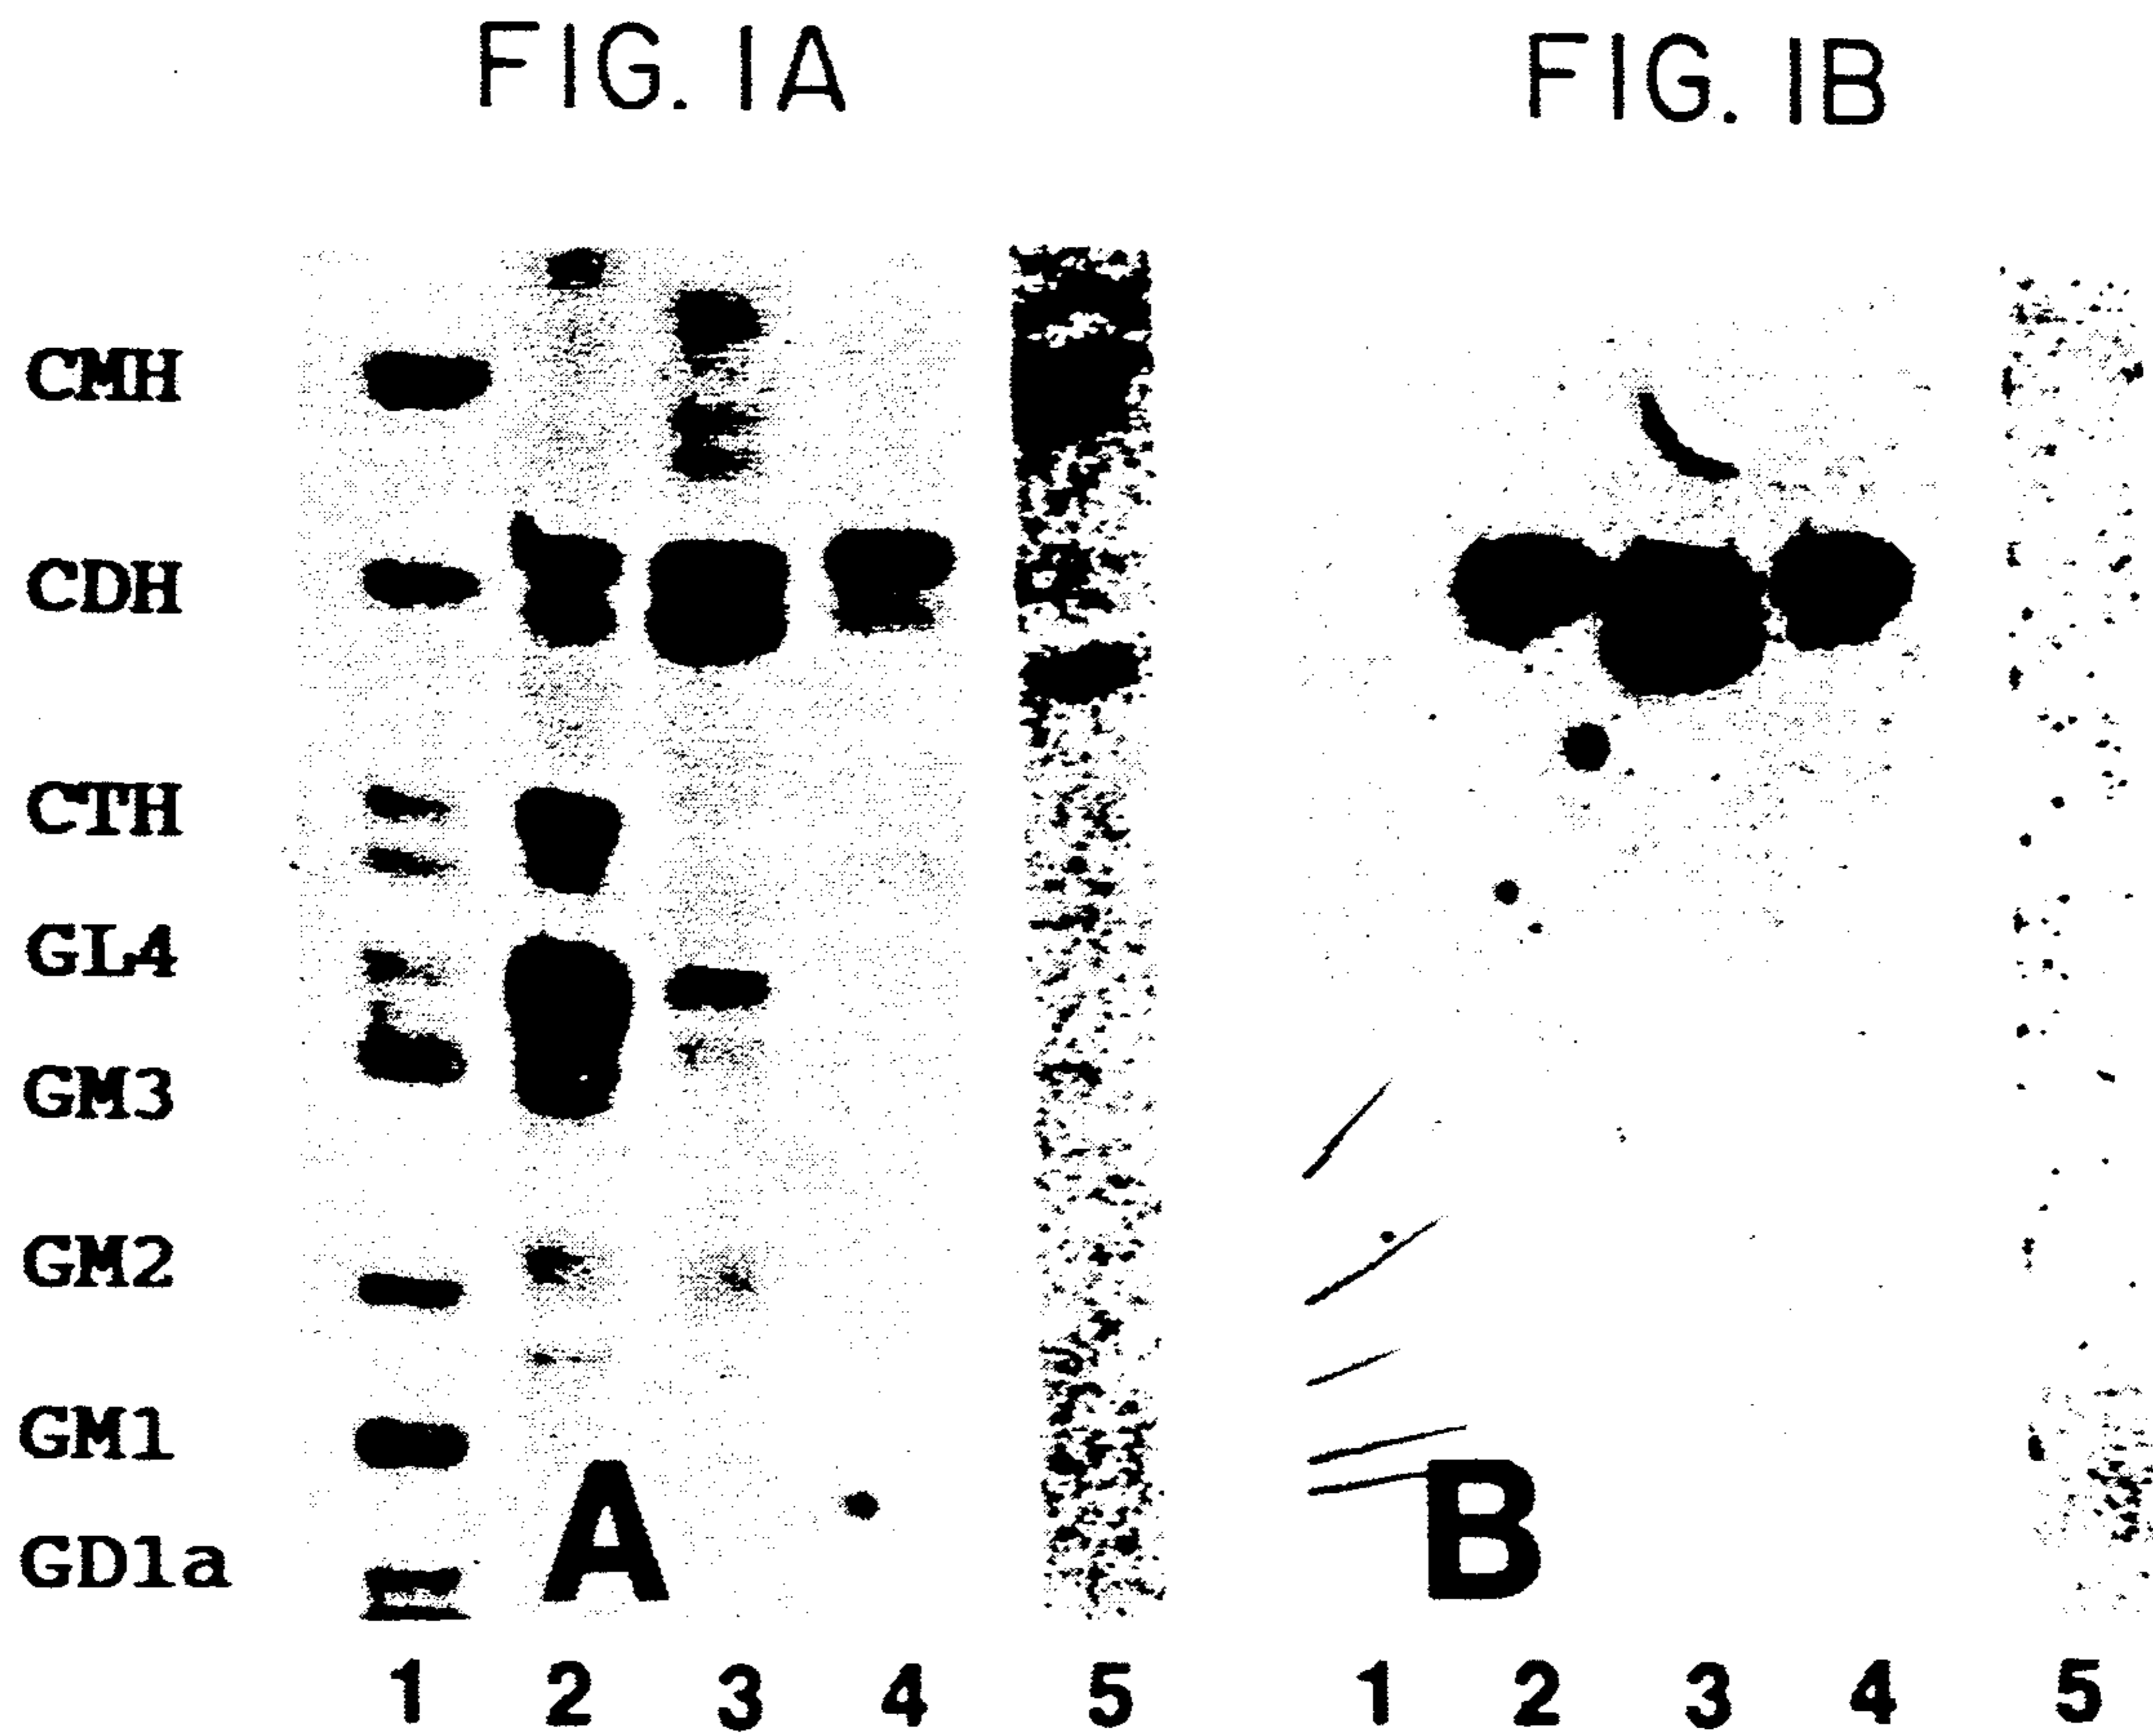 FIG. 1A
FIG. 1B
CMH
CDH
CTH
GL4
GM3
GM2
GM1
GD1a
A
B
1 2 3 4 5
1 2 3 4 5